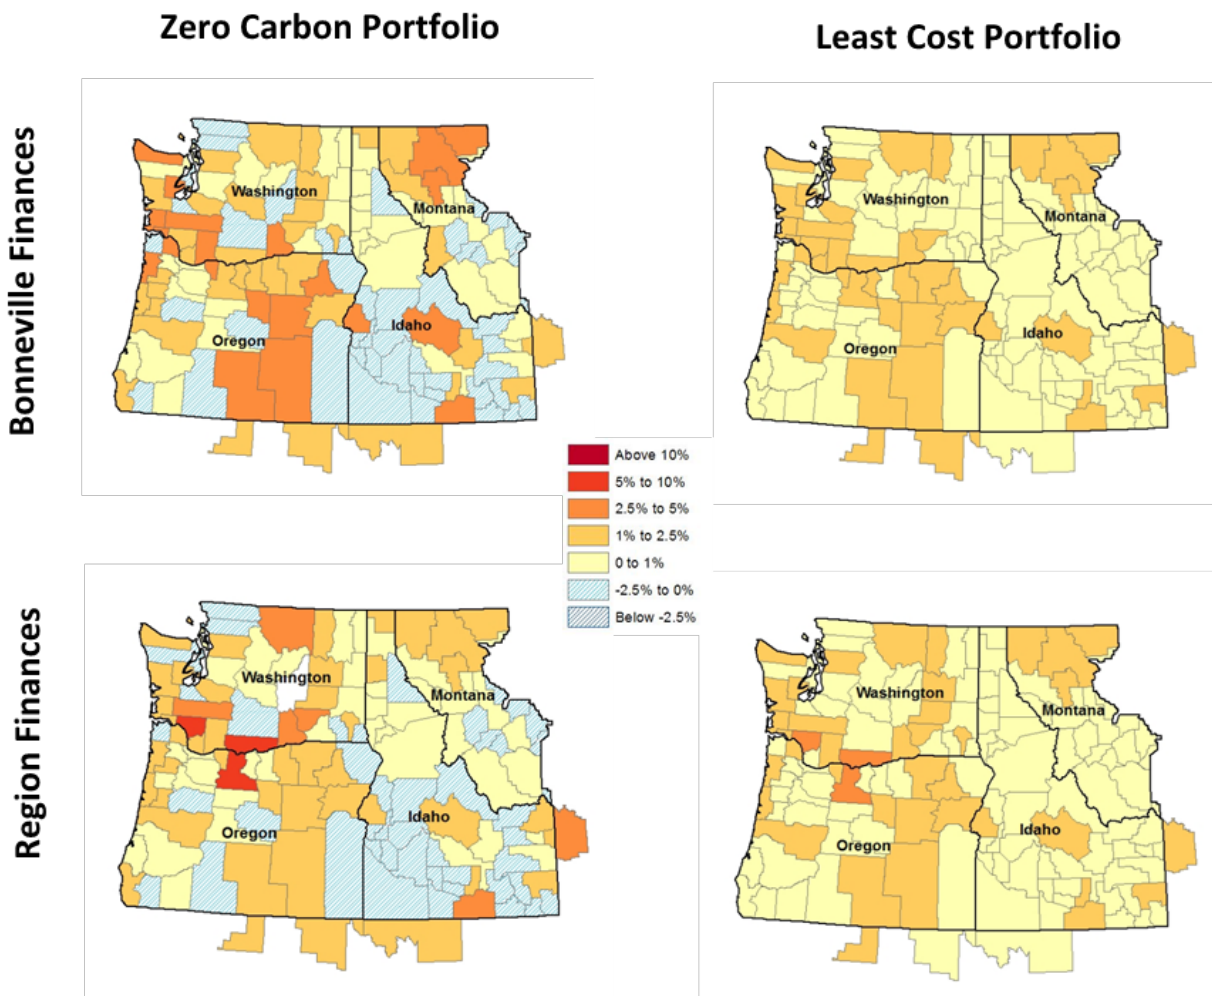 Zero Carbon Portfolio
Least Cost Portfolio
Bonneville Finances
Washington
Montana
Idaho
Oregon
Washington
Montana
Idaho
Oregon
Above 10%
5% to 10%
2.5% to 5%
1% to 2.5%
0 to 1%
-2.5% to 0%
Below -2.5%
Region Finances
Washington
Montana
Idaho
Oregon
Washington
Montana
Idaho
Oregon